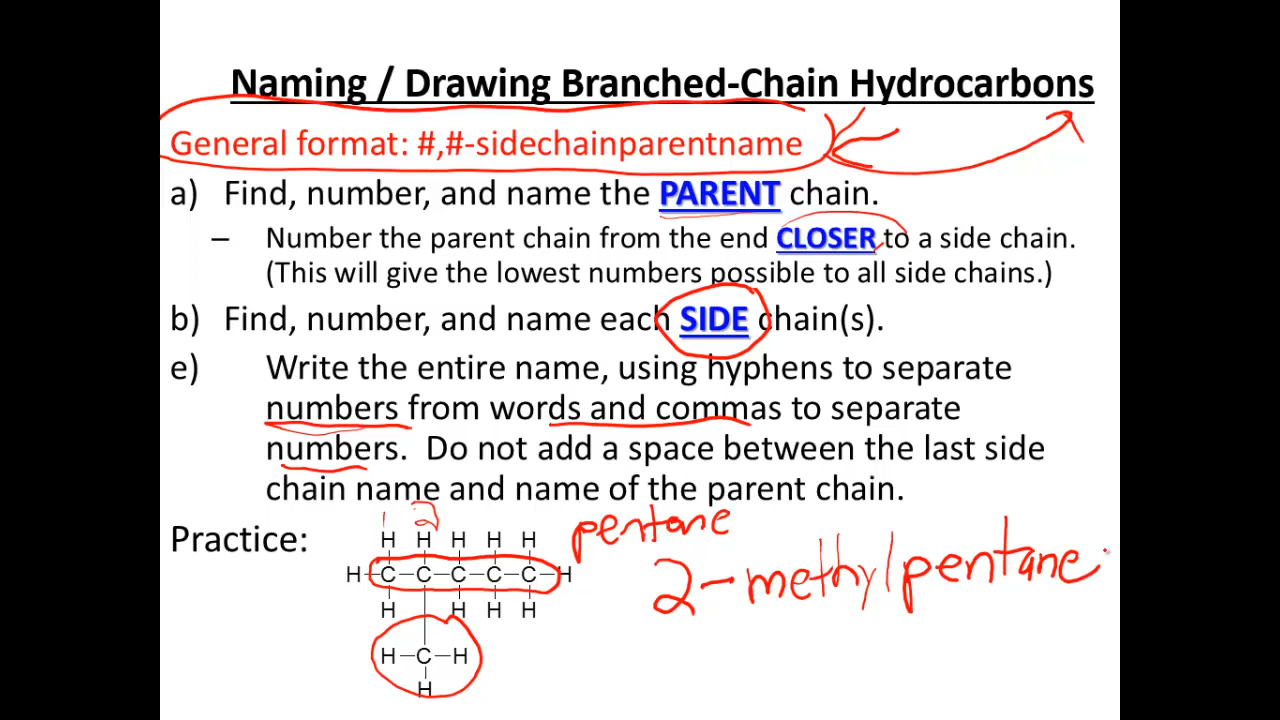 Naming / Drawing Branched-Chain Hydrocarbons
General format: #,#-sidechainparentname
a) Find, number, and name the PARENT chain.
– Number the parent chain from the end CLOSER to a side chain.
(This will give the lowest numbers possible to all side chains.)
b) Find, number, and name each SIDE chain(s).
e) Write the entire name, using hyphens to separate
numbers from words and commas to separate
numbers. Do not add a space between the last side
chain name and name of the parent chain.
1 2
Practice:
pentane
H H H H H
H–C–C–C–C–C–H
2-methylpentane
H H H H
H–C–H
H